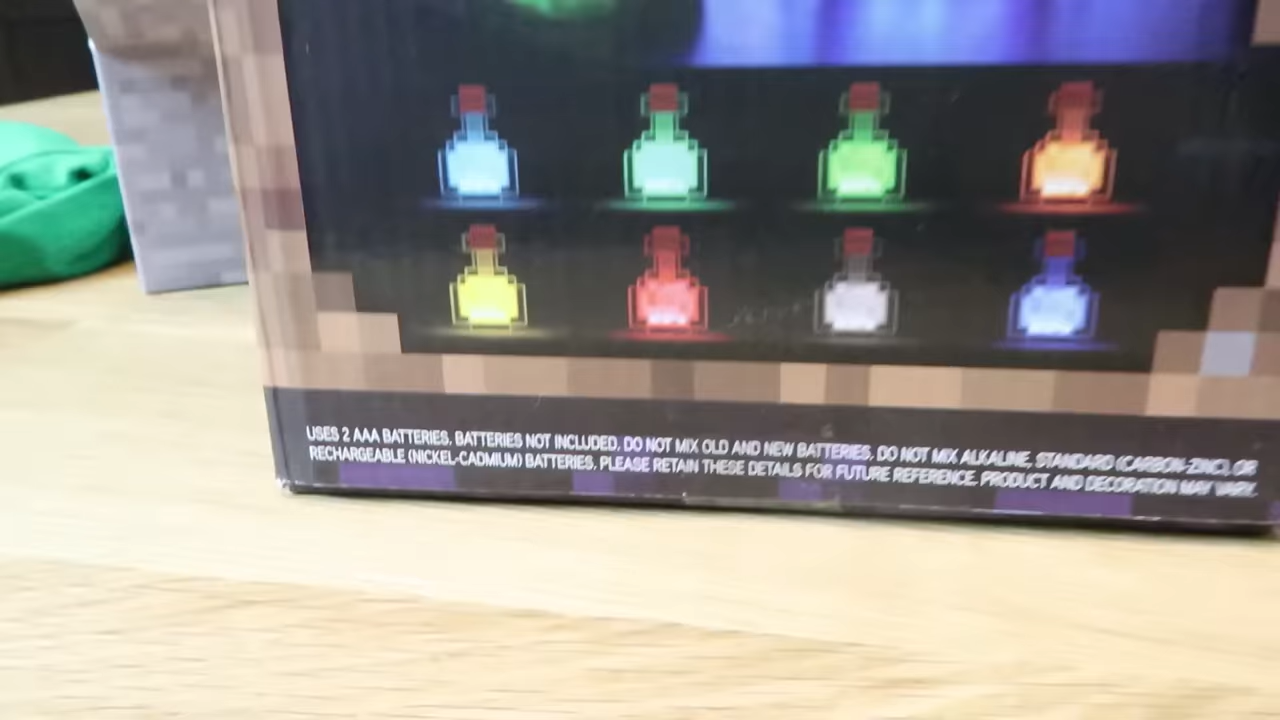 USES 2 AAA BATTERIES. BATTERIES NOT INCLUDED. DO NOT MIX OLD AND NEW BATTERIES. DO NOT MIX ALKALINE, STANDARD (CARBON-ZINC), OR
RECHARGEABLE (NICKEL-CADMIUM) BATTERIES. PLEASE RETAIN THESE DETAILS FOR FUTURE REFERENCE. PRODUCT AND DECORATION MAY VARY.